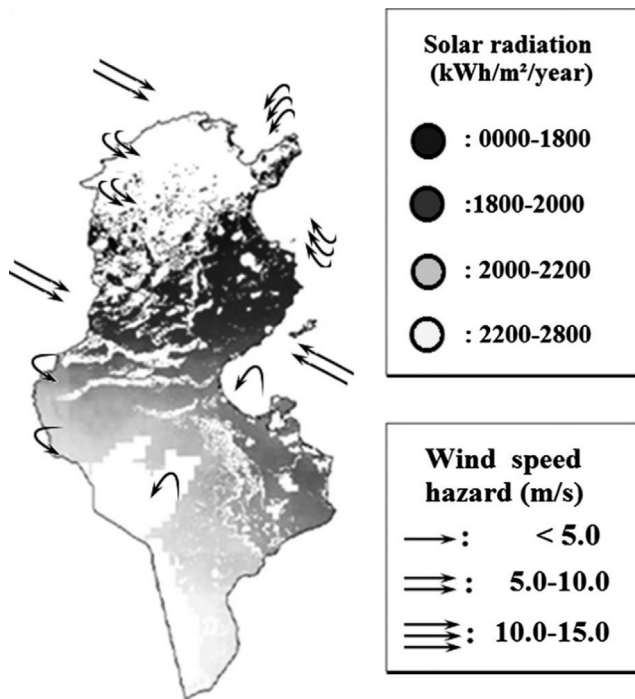 Solar radiation
(kWh/m²/year)
: 0000-1800
:1800-2000
: 2000-2200
: 2200-2800
Wind speed
hazard (m/s)
: < 5.0
: 5.0-10.0
: 10.0-15.0